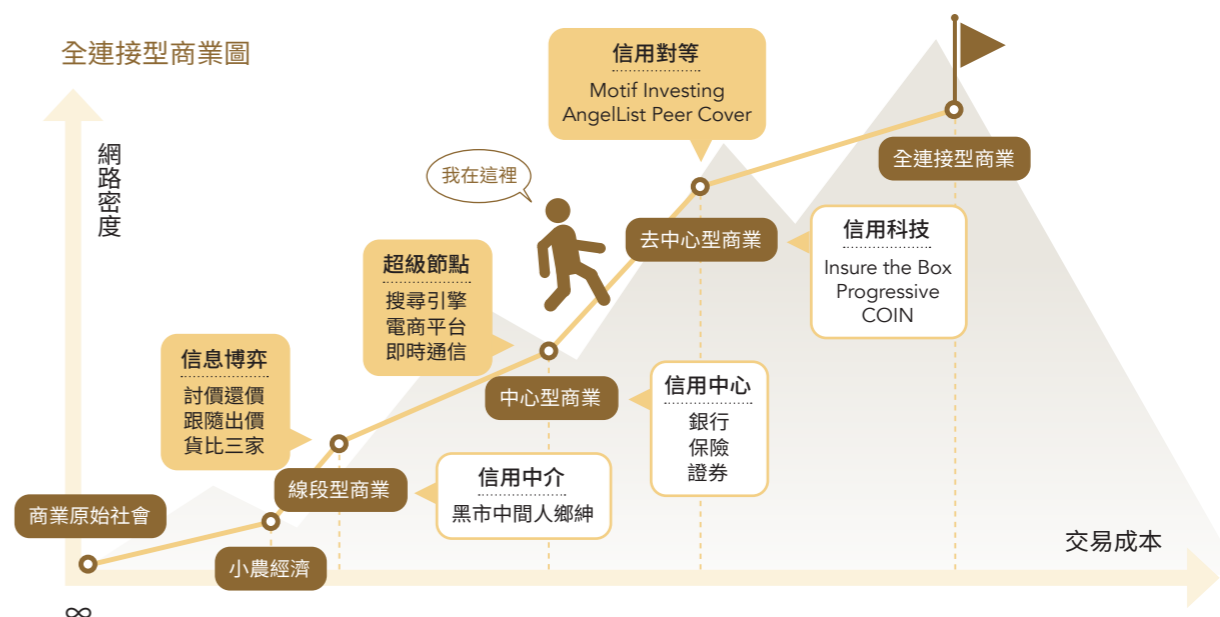 全連接型商業圖
網路密度
信用對等
Motif Investing
AngelList Peer Cover
全連接型商業
我在這裡
去中心型商業
信用科技
Insure the Box
Progressive
COIN
超級節點
搜尋引擎
電商平台
即時通信
信息博弈
討價還價
跟隨出價
貨比三家
中心型商業
信用中心
銀行
保險
證券
線段型商業
信用中介
黑市中間人鄉紳
商業原始社會
小農經濟
交易成本
∞